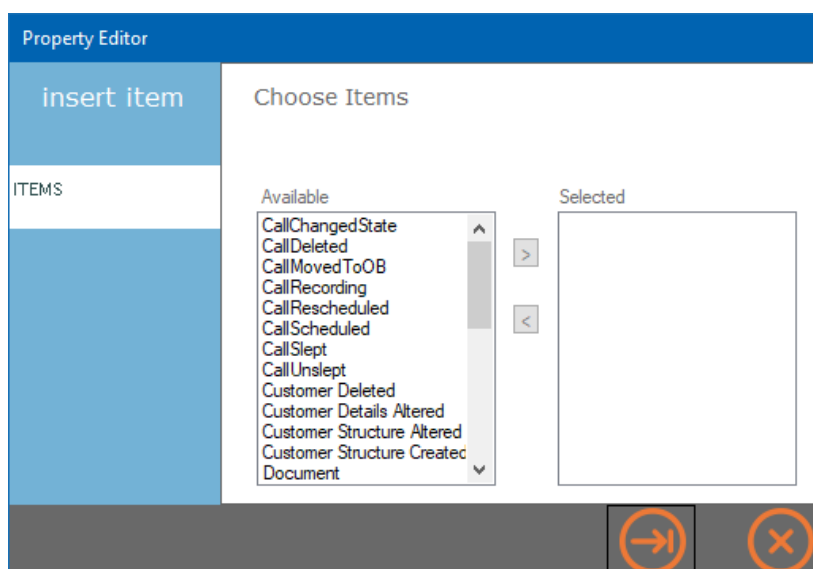 Property Editor
insert item
Choose Items
ITEMS
Available
Selected
CallChangedState
CallDeleted
CallMovedToOB
CallRecording
CallRescheduled
CallScheduled
CallSlept
CallUnslept
Customer Deleted
Customer Details Altered
Customer Structure Altered
Customer Structure Created
Document
>
<